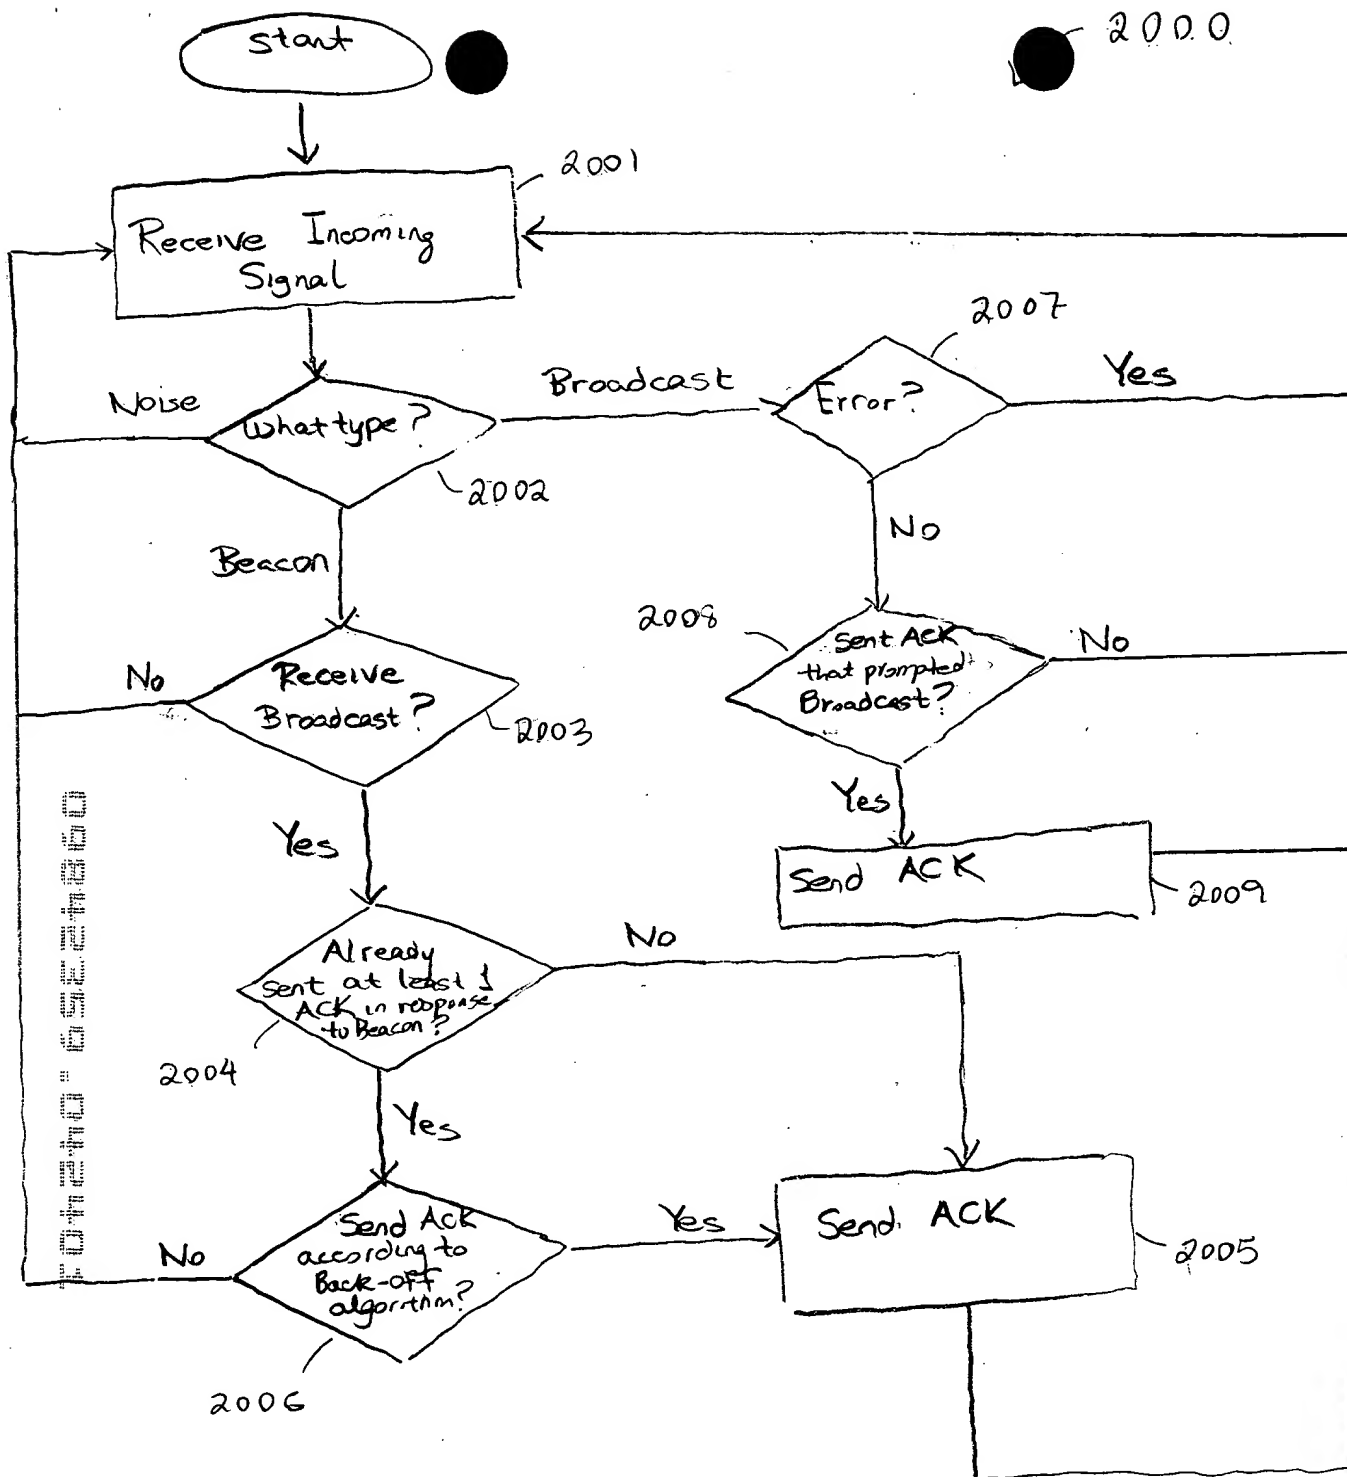 start
2000
2001
Receive Incoming
Signal
2007
Noise
What type?
Broadcast
Error?
Yes
2002
No
Beacon
2008
Sent ACK
that prompted
Broadcast?
No
No
Receive
Broadcast?
2003
Yes
Yes
Send ACK
2009
Already
sent at least 1
ACK in response
to Beacon?
No
2004
Yes
Send ACK
according to
Back-off
algorithm?
No
Yes
Send ACK
2005
2006